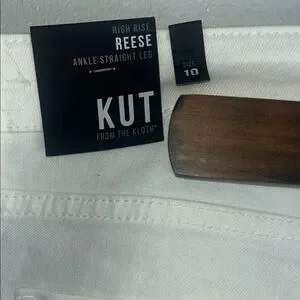 HIGH RISE
REESE
ANKLE STRAIGHT LEG
KUT
FROM THE KLOTH®
SIZE
10